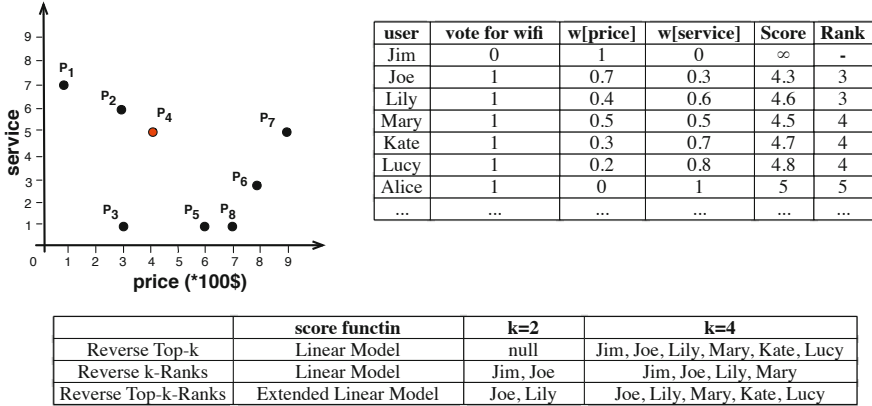 service
9
8
7
6
5
4
3
2
1
P1
P2
P4
P7
P6
P3
P5
P8
0 1 2 3 4 5 6 7 8 9
price (*100$)
user vote for wifi w[price] w[service] Score Rank
Jim 0 1 0 ∞ -
Joe 1 0.7 0.3 4.3 3
Lily 1 0.4 0.6 4.6 3
Mary 1 0.5 0.5 4.5 4
Kate 1 0.3 0.7 4.7 4
Lucy 1 0.2 0.8 4.8 4
Alice 1 0 1 5 5
... ... ... ... ... ...
score functin k=2 k=4
Reverse Top-k Linear Model null Jim, Joe, Lily, Mary, Kate, Lucy
Reverse k-Ranks Linear Model Jim, Joe Jim, Joe, Lily, Mary
Reverse Top-k-Ranks Extended Linear Model Joe, Lily Joe, Lily, Mary, Kate, Lucy